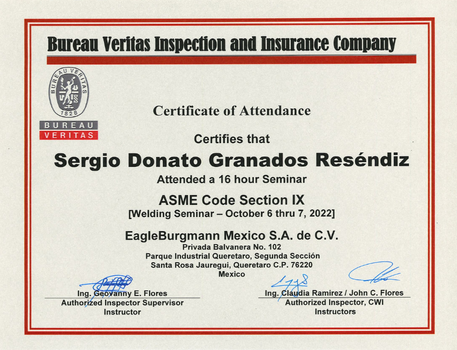 Bureau Veritas Inspection and Insurance Company
BUREAU VERITAS
1828
BUREAU
VERITAS
Certificate of Attendance
Certifies that
Sergio Donato Granados Reséndiz
Attended a 16 hour Seminar
ASME Code Section IX
[Welding Seminar – October 6 thru 7, 2022]
EagleBurgmann Mexico S.A. de C.V.
Privada Balvanera No. 102
Parque Industrial Queretaro, Segunda Sección
Santa Rosa Jauregui, Queretaro C.P. 76220
Mexico
Ing. Geovanny E. Flores
Authorized Inspector Supervisor
Instructor
Ing. Claudia Ramirez / John C. Flores
Authorized Inspector, CWI
Instructors